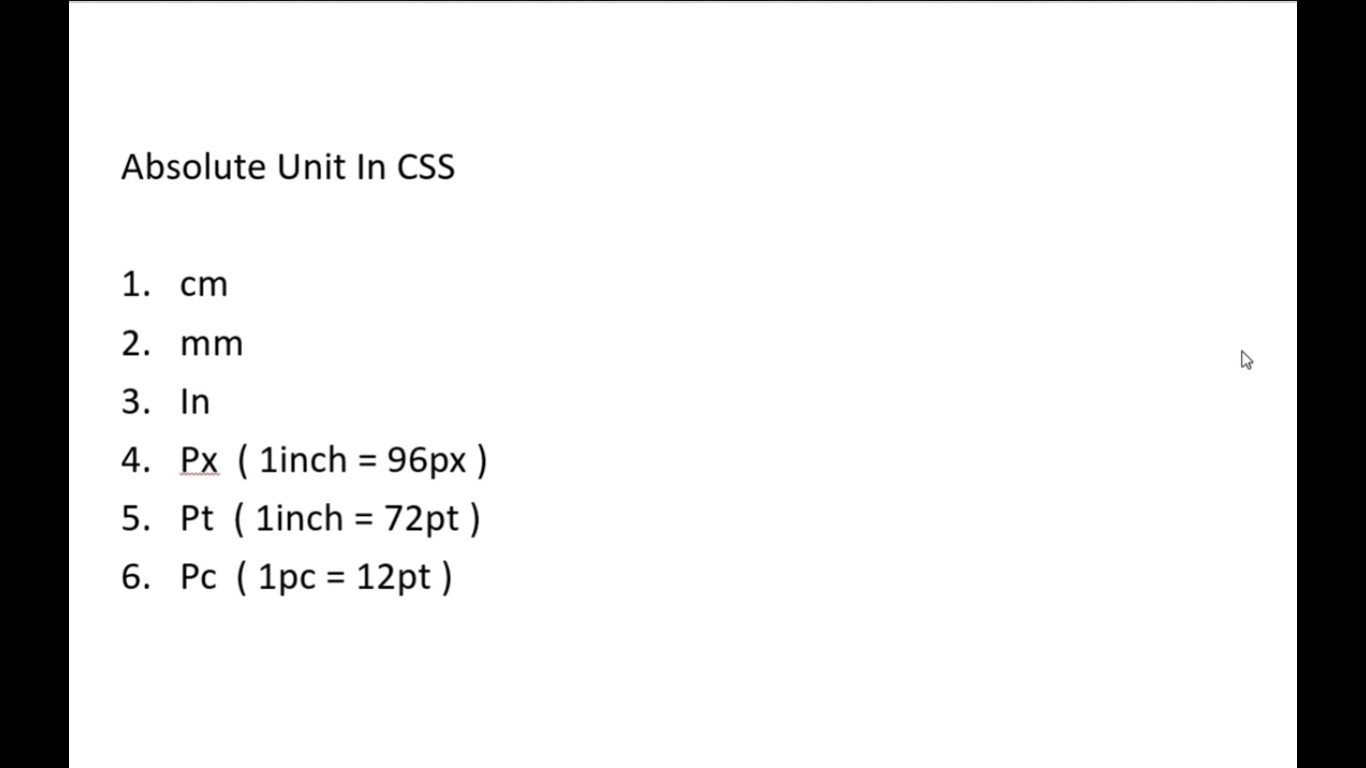 Absolute Unit In CSS
1. cm
2. mm
3. In
4. Px ( 1inch = 96px )
5. Pt ( 1inch = 72pt )
6. Pc ( 1pc = 12pt )